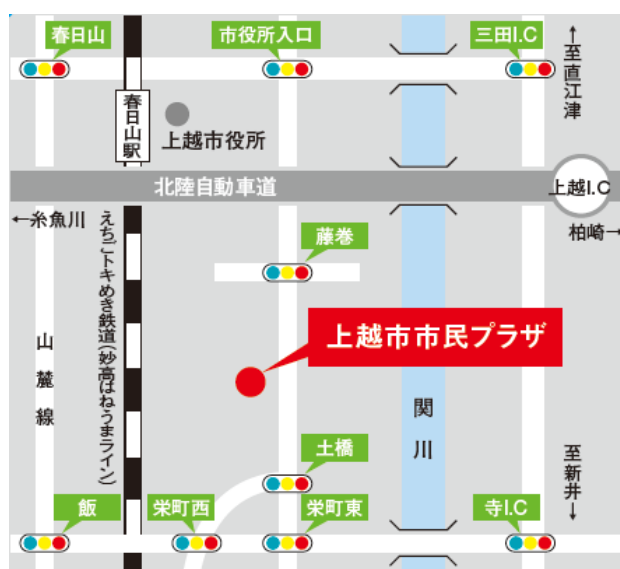 春日山
市役所入口
三田I.C
↑至直江津
春日山駅
上越市役所
北陸自動車道
上越I.C
←糸魚川
柏崎→
えちごトキめき鉄道(妙高はねうまライン)
藤巻
山麓線
上越市市民プラザ
関川
土橋
至新井↓
飯
栄町西
栄町東
寺I.C